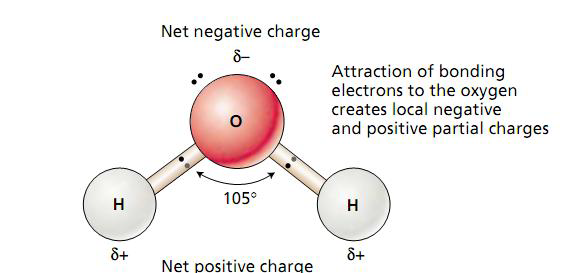 Net negative charge
δ–
Attraction of bonding
electrons to the oxygen
creates local negative
and positive partial charges
O
105°
H
H
δ+
δ+
Net positive charge